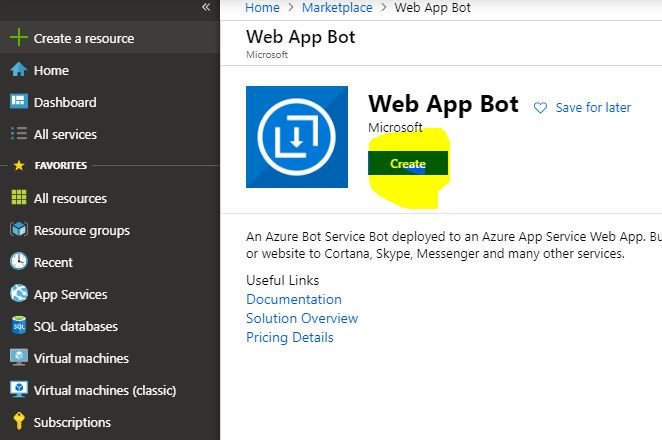 Create a resource
Home
Dashboard
All services
FAVORITES
All resources
Resource groups
Recent
App Services
SQL databases
Virtual machines
Virtual machines (classic)
Subscriptions
Home > Marketplace > Web App Bot
Web App Bot
Microsoft
Web App Bot
Save for later
Microsoft
Create
An Azure Bot Service Bot deployed to an Azure App Service Web App. Bu
or website to Cortana, Skype, Messenger and many other services.
Useful Links
Documentation
Solution Overview
Pricing Details